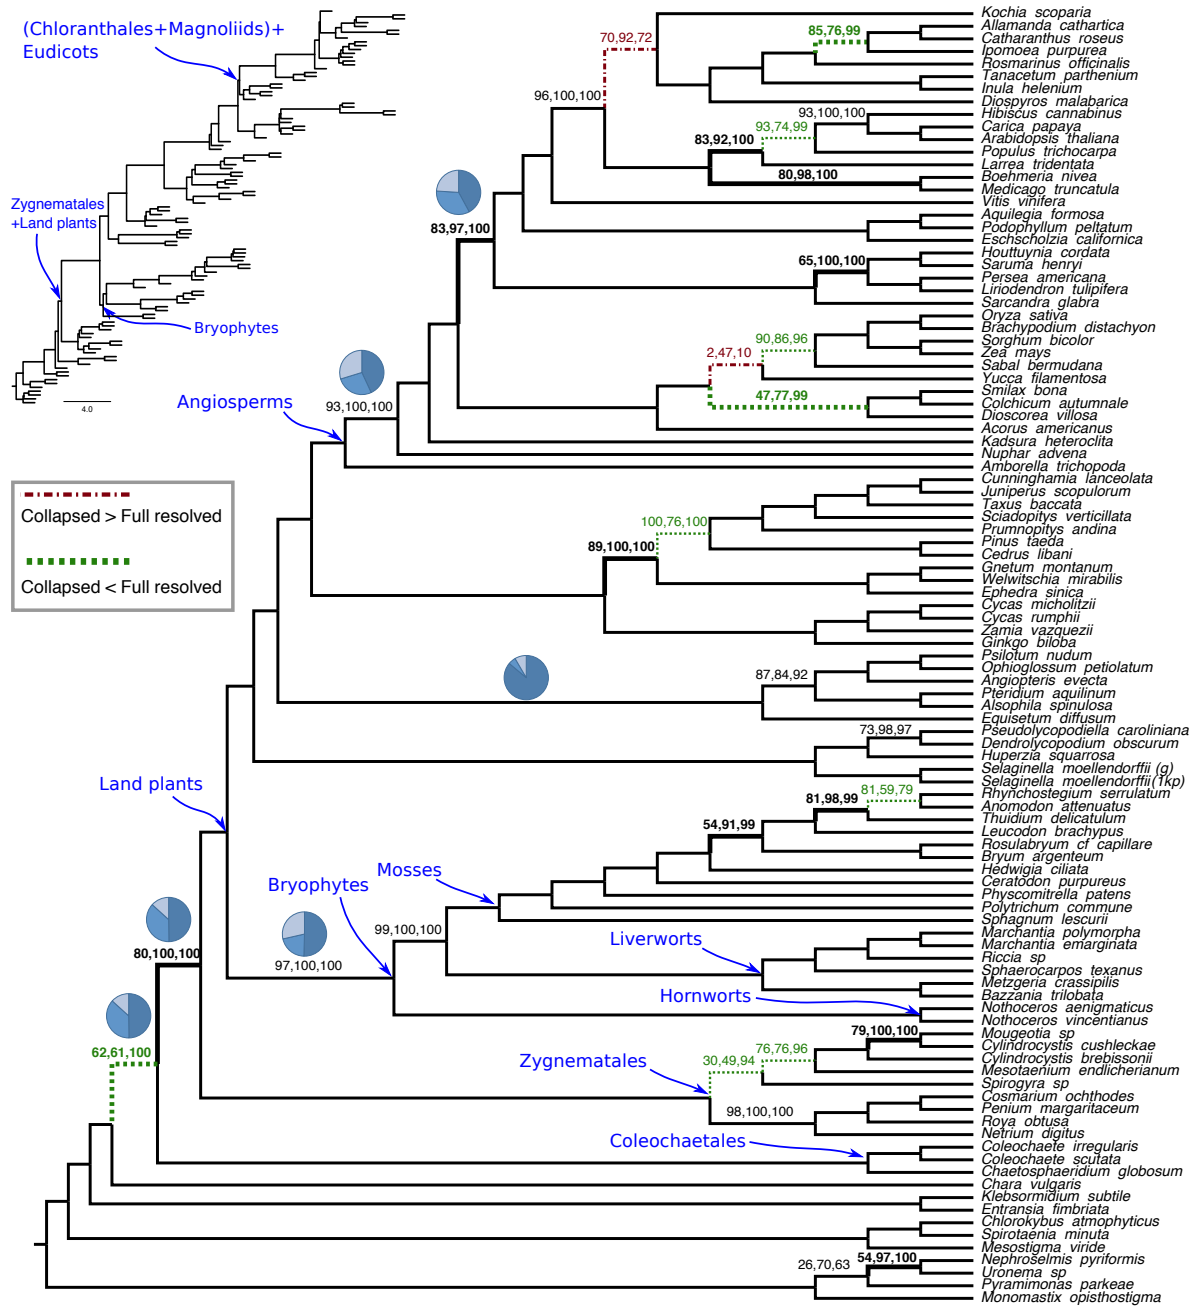 (Chloranthales+Magnoliids)+
Eudicots
Zygnematales
+Land plants
Bryophytes
4.0
Collapsed > Full resolved
Collapsed < Full resolved
Angiosperms
Land plants
Bryophytes
Mosses
Liverworts
Hornworts
Zygnematales
Coleochaetales
70,92,72
85,76,99
96,100,100
93,100,100
93,74,99
83,92,100
80,98,100
83,97,100
65,100,100
90,86,96
2,47,10
47,77,99
93,100,100
100,76,100
89,100,100
87,84,92
73,98,97
81,59,79
81,98,99
54,91,99
99,100,100
97,100,100
80,100,100
62,61,100
79,100,100
76,76,96
30,49,94
98,100,100
54,97,100
26,70,63
Kochia scoparia
Allamanda cathartica
Catharanthus roseus
Ipomoea purpurea
Rosmarinus officinalis
Tanacetum parthenium
Inula helenium
Diospyros malabarica
Hibiscus cannabinus
Carica papaya
Arabidopsis thaliana
Populus trichocarpa
Larrea tridentata
Boehmeria nivea
Medicago truncatula
Vitis vinifera
Aquilegia formosa
Podophyllum peltatum
Eschscholzia californica
Houttuynia cordata
Saruma henryi
Persea americana
Liriodendron tulipifera
Sarcandra glabra
Oryza sativa
Brachypodium distachyon
Sorghum bicolor
Zea mays
Sabal bermudana
Yucca filamentosa
Smilax bona
Colchicum autumnale
Dioscorea villosa
Acorus americanus
Kadsura heteroclita
Nuphar advena
Amborella trichopoda
Cunninghamia lanceolata
Juniperus scopulorum
Taxus baccata
Sciadopitys verticillata
Prumnopitys andina
Pinus taeda
Cedrus libani
Gnetum montanum
Welwitschia mirabilis
Ephedra sinica
Cycas micholitzii
Cycas rumphii
Zamia vazquezii
Ginkgo biloba
Psilotum nudum
Ophioglossum petiolatum
Angiopteris evecta
Pteridium aquilinum
Alsophila spinulosa
Equisetum diffusum
Pseudolycopodiella caroliniana
Dendrolycopodium obscurum
Huperzia squarrosa
Selaginella moellendorffii (g)
Selaginella moellendorffii(1kp)
Rhynchostegium serrulatum
Anomodon attenuatus
Thuidium delicatulum
Leucodon brachypus
Rosulabryum cf capillare
Bryum argenteum
Hedwigia ciliata
Ceratodon purpureus
Physcomitrella patens
Polytrichum commune
Sphagnum lescurii
Marchantia polymorpha
Marchantia emarginata
Riccia sp
Sphaerocarpos texanus
Metzgeria crassipilis
Bazzania trilobata
Nothoceros aenigmaticus
Nothoceros vincentianus
Mougeotia sp
Cylindrocystis cushleckae
Cylindrocystis brebissonii
Mesotaenium endlicherianum
Spirogyra sp
Cosmarium ochthodes
Penium margaritaceum
Roya obtusa
Netrium digitus
Coleochaete irregularis
Coleochaete scutata
Chaetosphaeridium globosum
Chara vulgaris
Klebsormidium subtile
Entransia fimbriata
Chlorokybus atmophyticus
Spirotaenia minuta
Mesostigma viride
Nephroselmis pyriformis
Uronema sp
Pyramimonas parkeae
Monomastix opisthostigma